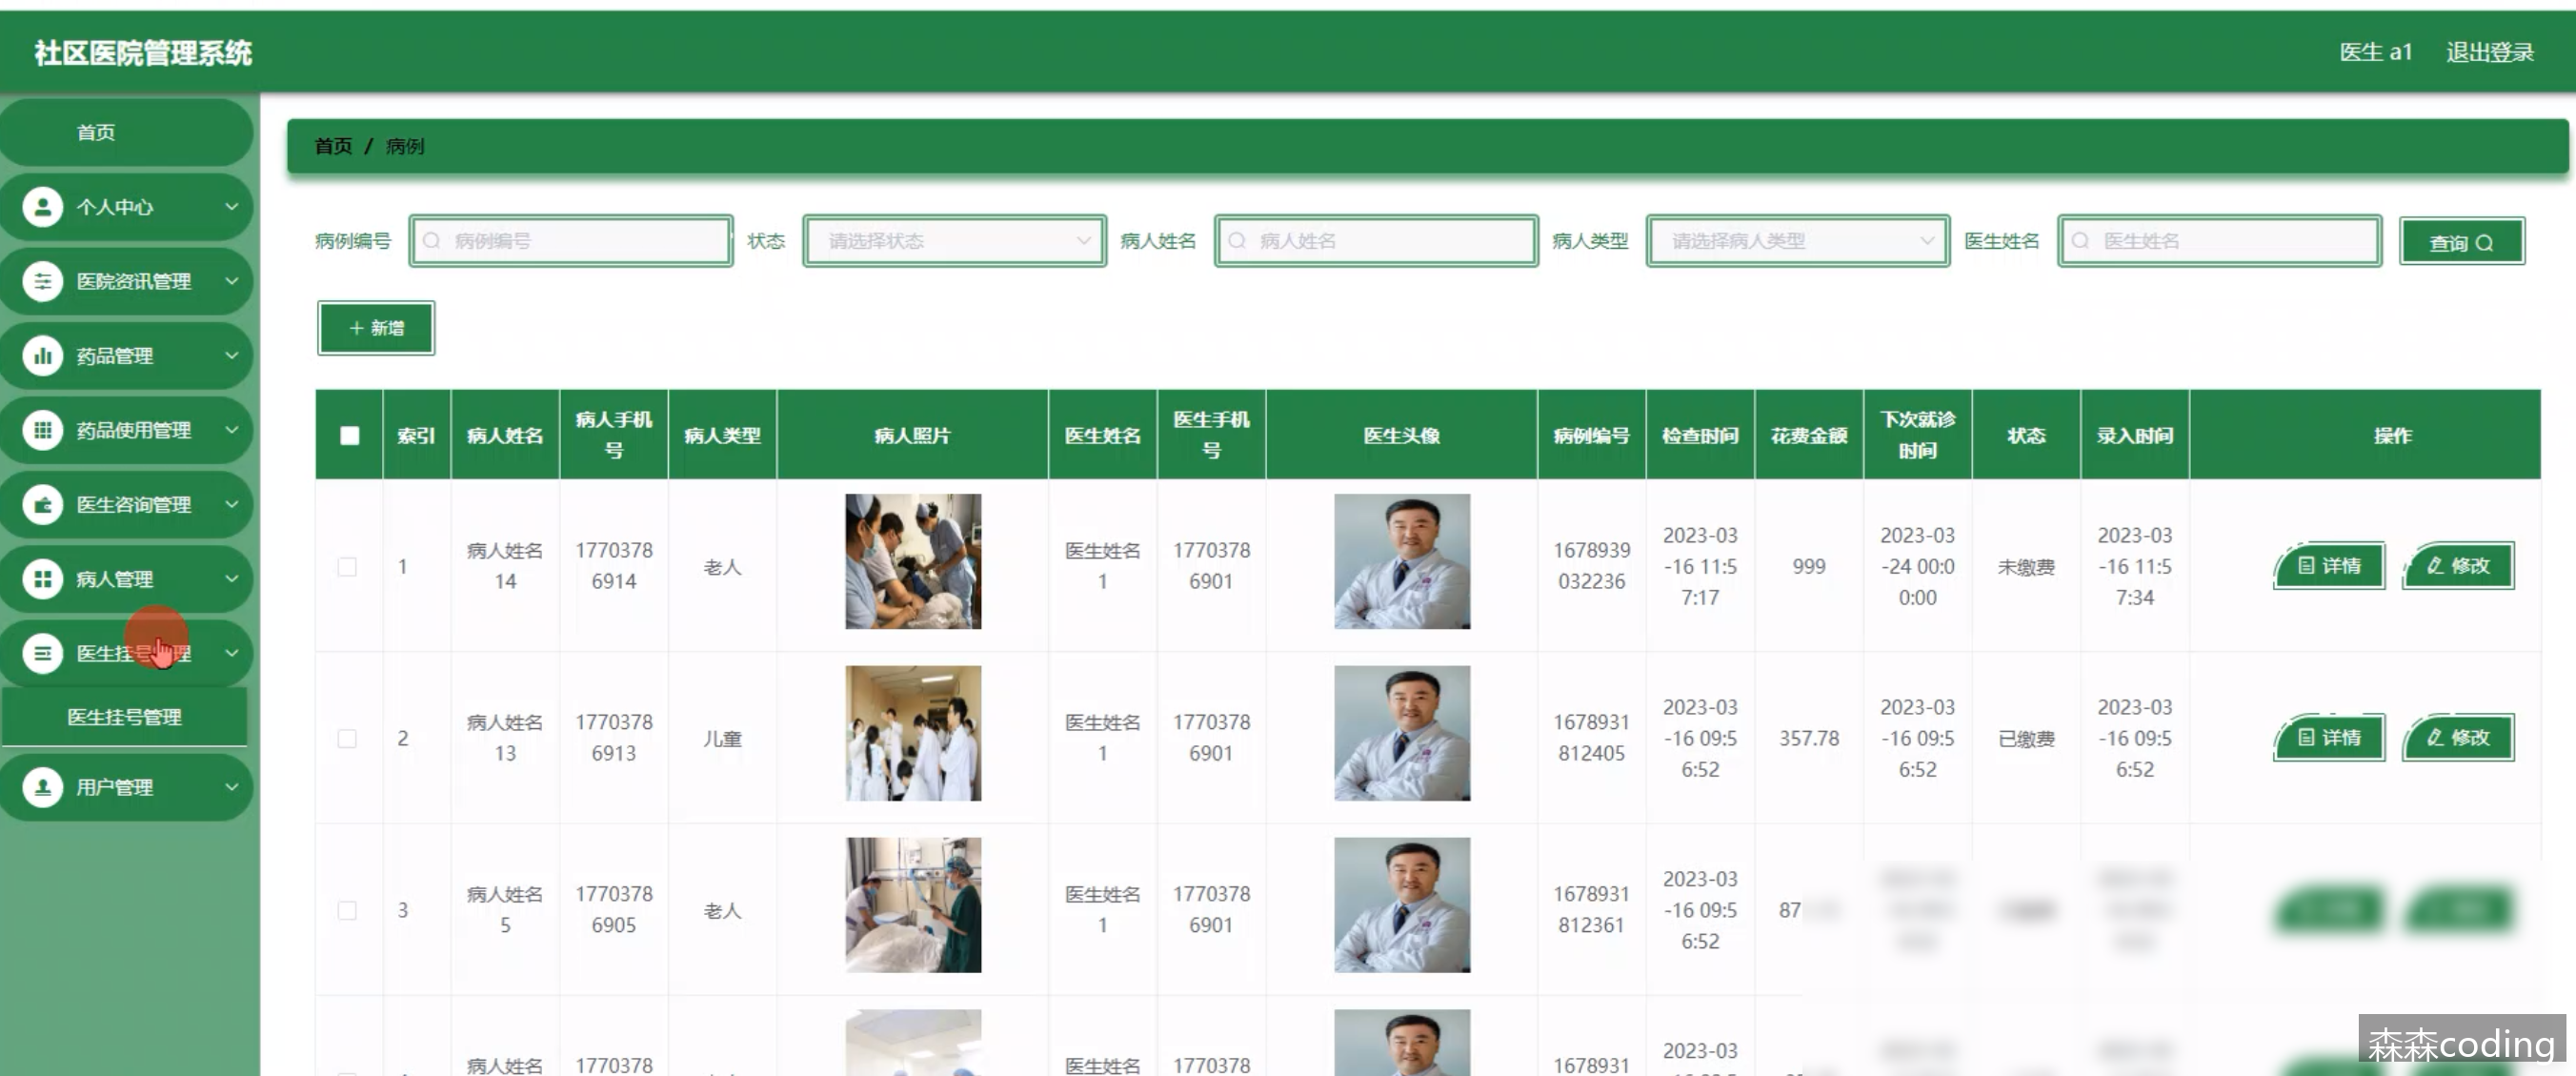 社区医院管理系统
医生 a1 退出登录
首页
个人中心
医院资讯管理
药品管理
药品使用管理
医生咨询管理
病人管理
医生挂号管理
医生挂号管理
用户管理
首页 / 病例
病例编号 病例编号 状态 请选择状态 病人姓名 病人姓名 病人类型 请选择病人类型 医生姓名 医生姓名 查询
+ 新增
索引 病人姓名 病人手机号 病人类型 病人照片 医生姓名 医生手机号 医生头像 病例编号 检查时间 花费金额 下次就诊时间 状态 录入时间 操作
1 病人姓名14 17703786914 老人 医生姓名1 17703786901 1678939032236 2023-03-16 11:57:17 999 2023-03-24 00:00:00 未缴费 2023-03-16 11:57:34 详情 修改
2 病人姓名13 17703786913 儿童 医生姓名1 17703786901 1678931812405 2023-03-16 09:56:52 357.78 2023-03-16 09:56:52 已缴费 2023-03-16 09:56:52 详情 修改
3 病人姓名5 17703786905 老人 医生姓名1 17703786901 1678931812361 2023-03-16 09:56:52 87
病人姓名 1770378 医生姓名 1770378 1678931 2023-03
森森coding